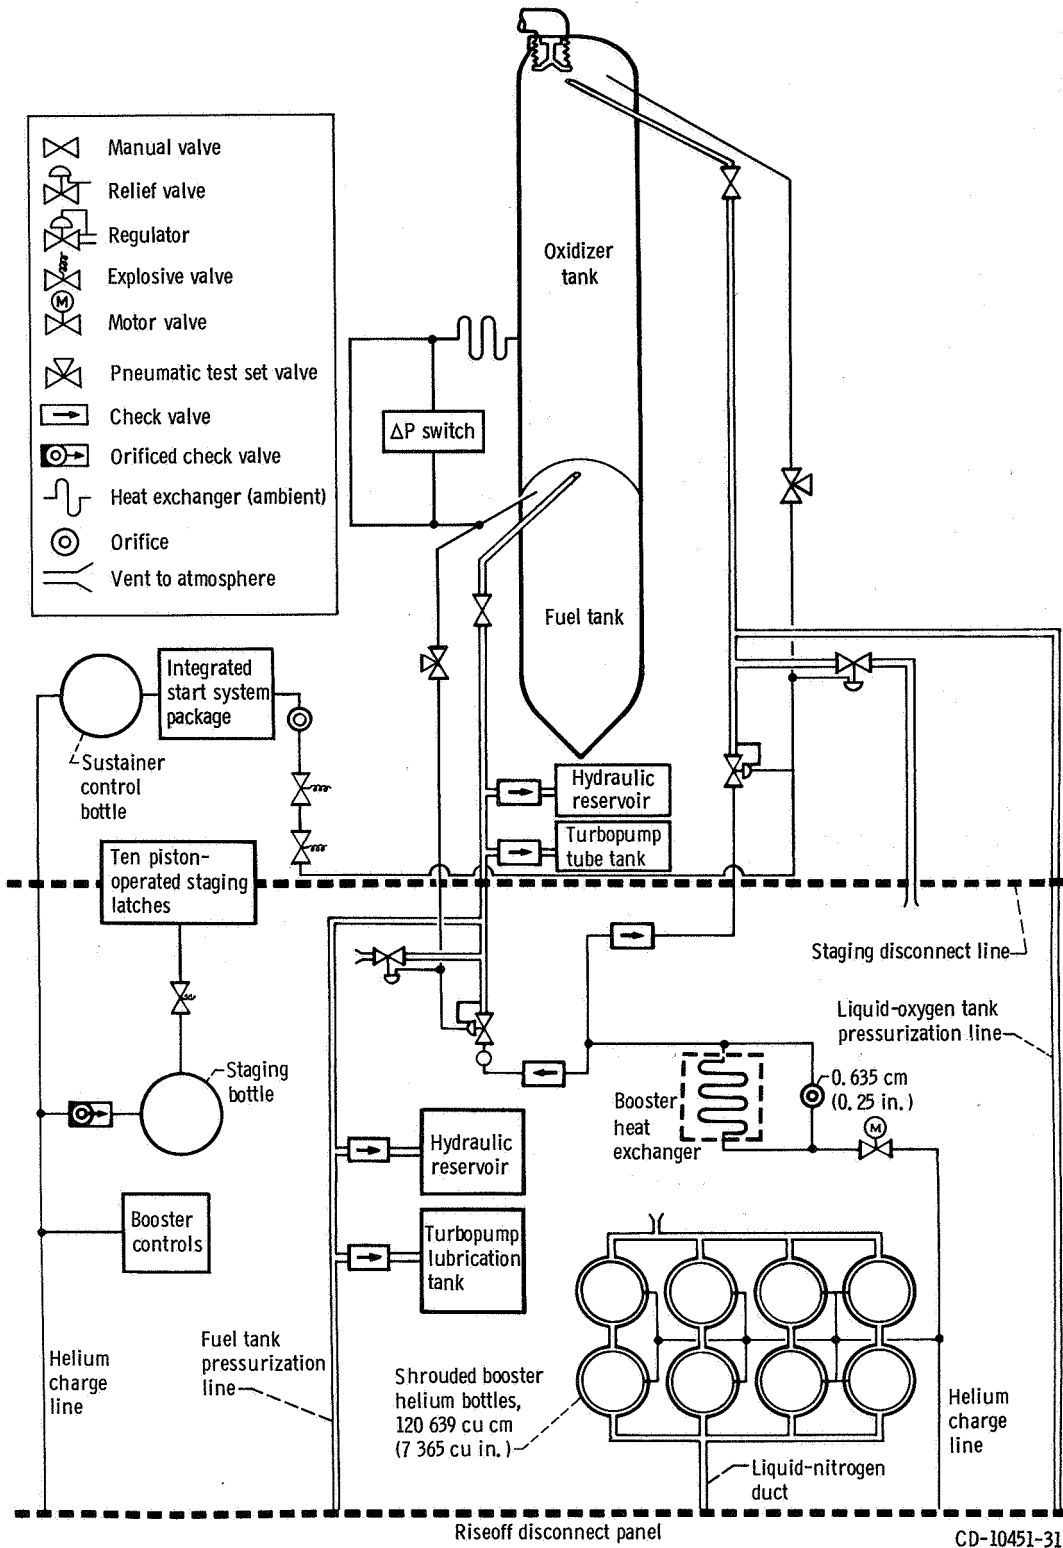 Manual valve
Relief valve
Regulator
Explosive valve
M
Motor valve
Pneumatic test set valve
Check valve
Orificed check valve
Heat exchanger (ambient)
Orifice
Vent to atmosphere
Oxidizer
tank
ΔP switch
Fuel tank
Integrated
start system
package
Sustainer
control
bottle
Hydraulic
reservoir
Turbopump
tube tank
Ten piston-
operated staging
latches
Staging disconnect line
Liquid-oxygen tank
pressurization line
Staging
bottle
0.635 cm
(0.25 in.)
Booster
heat
exchanger
M
Hydraulic
reservoir
Booster
controls
Turbopump
lubrication
tank
Fuel tank
pressurization
line
Helium
charge
line
Shrouded booster
helium bottles,
120 639 cu cm
(7 365 cu in.)
Helium
charge
line
Liquid-nitrogen
duct
Riseoff disconnect panel
CD-10451-31